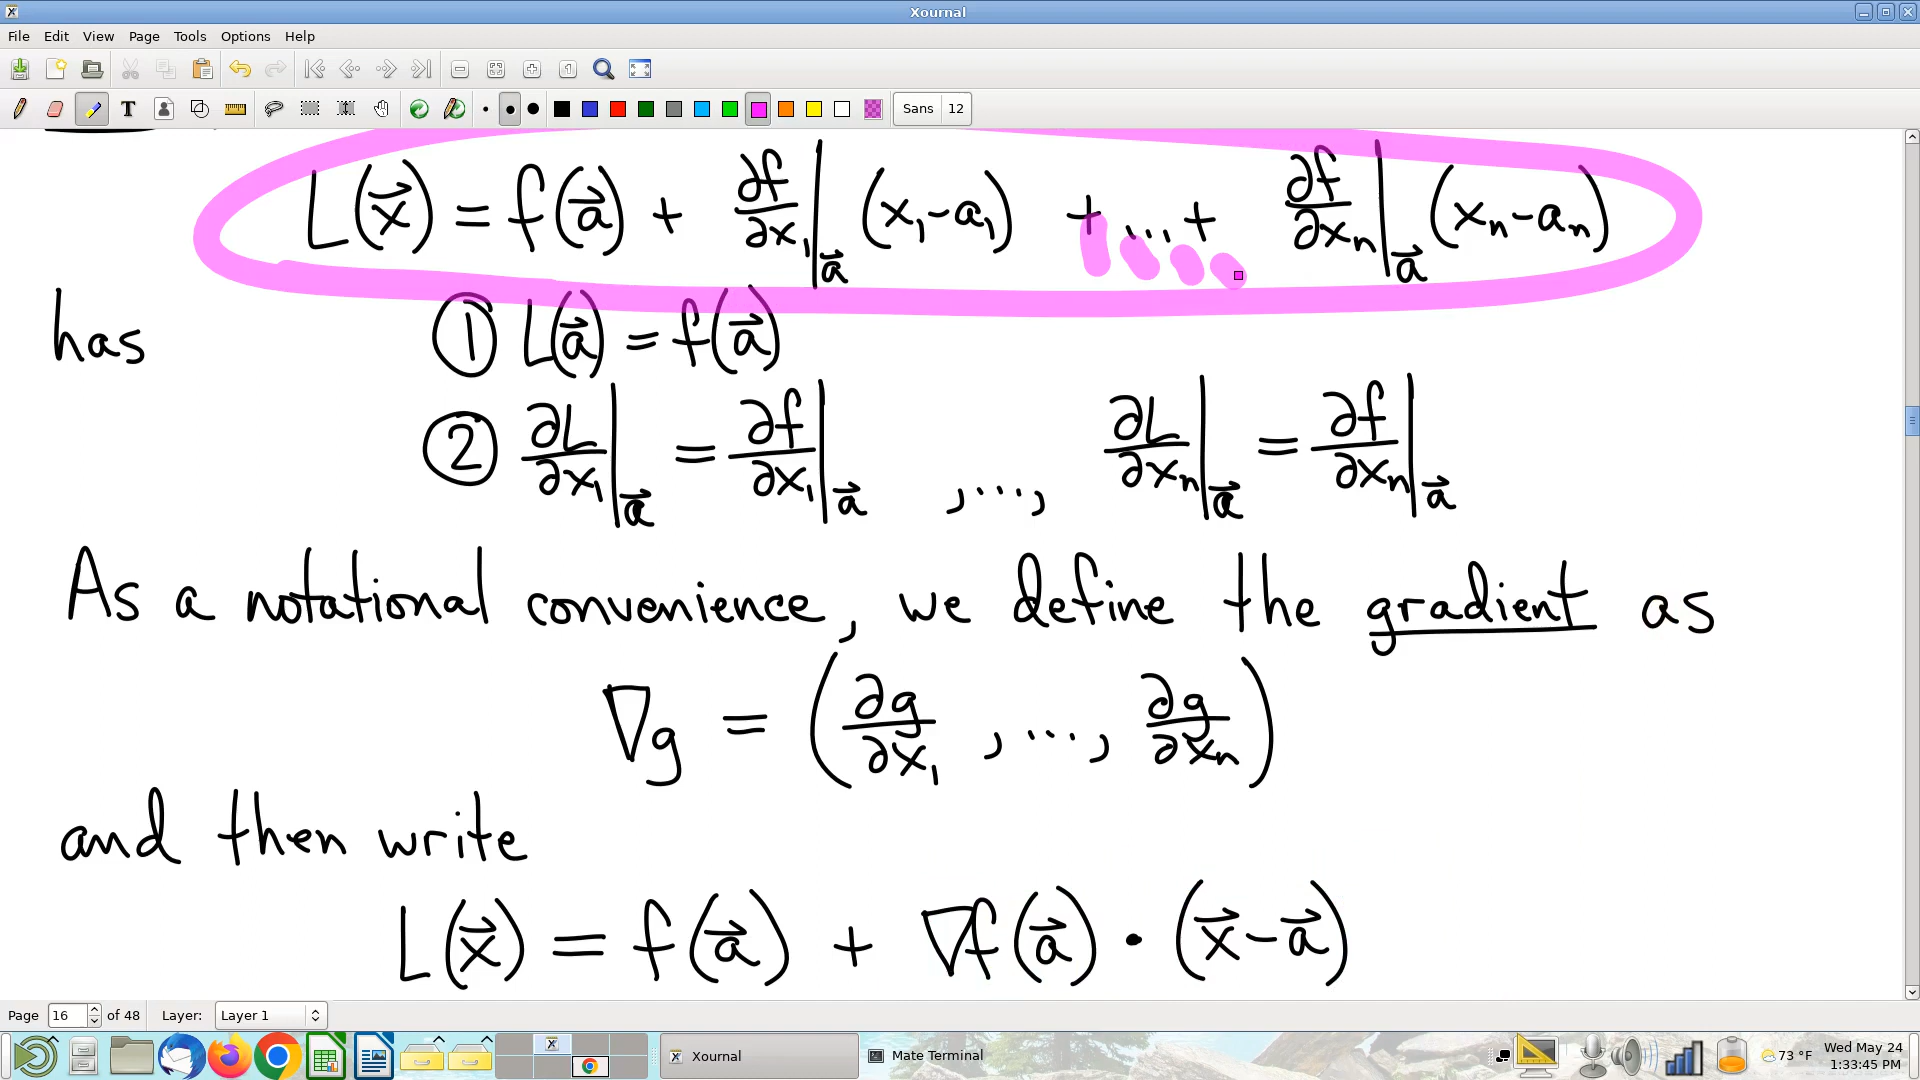 Xournal
File Edit View Page Tools Options Help
Sans 12
L(x⃗) = f(a⃗) + ∂f/∂x₁|a⃗ (x₁-a₁) + ... + ∂f/∂xₙ|a⃗ (xₙ-aₙ)
has ① L(a⃗) = f(a⃗)
② ∂L/∂x₁|a⃗ = ∂f/∂x₁|a⃗ , ... , ∂L/∂xₙ|a⃗ = ∂f/∂xₙ|a⃗
As a notational convenience, we define the gradient as
∇g = (∂g/∂x₁ , ... , ∂g/∂xₙ)
and then write
L(x⃗) = f(a⃗) + ∇f(a⃗) • (x⃗-a⃗)
Page 16 of 48 Layer: Layer 1
Xournal Mate Terminal 73 °F Wed May 24
1:33:45 PM